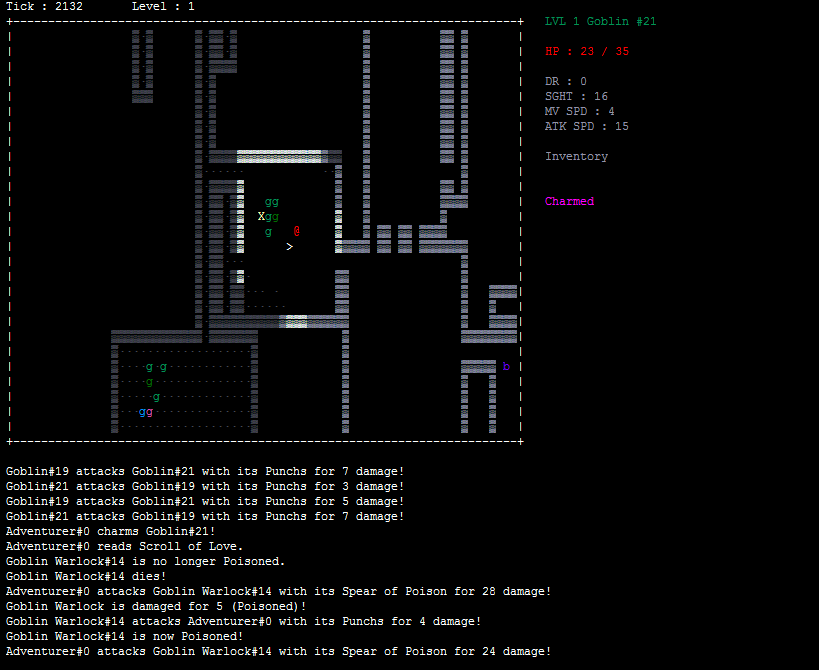 Tick : 2132 Level : 1
LVL 1 Goblin #21
HP : 23 / 35
DR : 0
SGHT : 16
MV SPD : 4
ATK SPD : 15
Inventory
Charmed
gg
Xgg
g @
>
g g
b
g
g
gg
Goblin#19 attacks Goblin#21 with its Punchs for 7 damage!
Goblin#21 attacks Goblin#19 with its Punchs for 3 damage!
Goblin#19 attacks Goblin#21 with its Punchs for 5 damage!
Goblin#21 attacks Goblin#19 with its Punchs for 7 damage!
Adventurer#0 charms Goblin#21!
Adventurer#0 reads Scroll of Love.
Goblin Warlock#14 is no longer Poisoned.
Goblin Warlock#14 dies!
Adventurer#0 attacks Goblin Warlock#14 with its Spear of Poison for 28 damage!
Goblin Warlock is damaged for 5 (Poisoned)!
Goblin Warlock#14 attacks Adventurer#0 with its Punchs for 4 damage!
Goblin Warlock#14 is now Poisoned!
Adventurer#0 attacks Goblin Warlock#14 with its Spear of Poison for 24 damage!